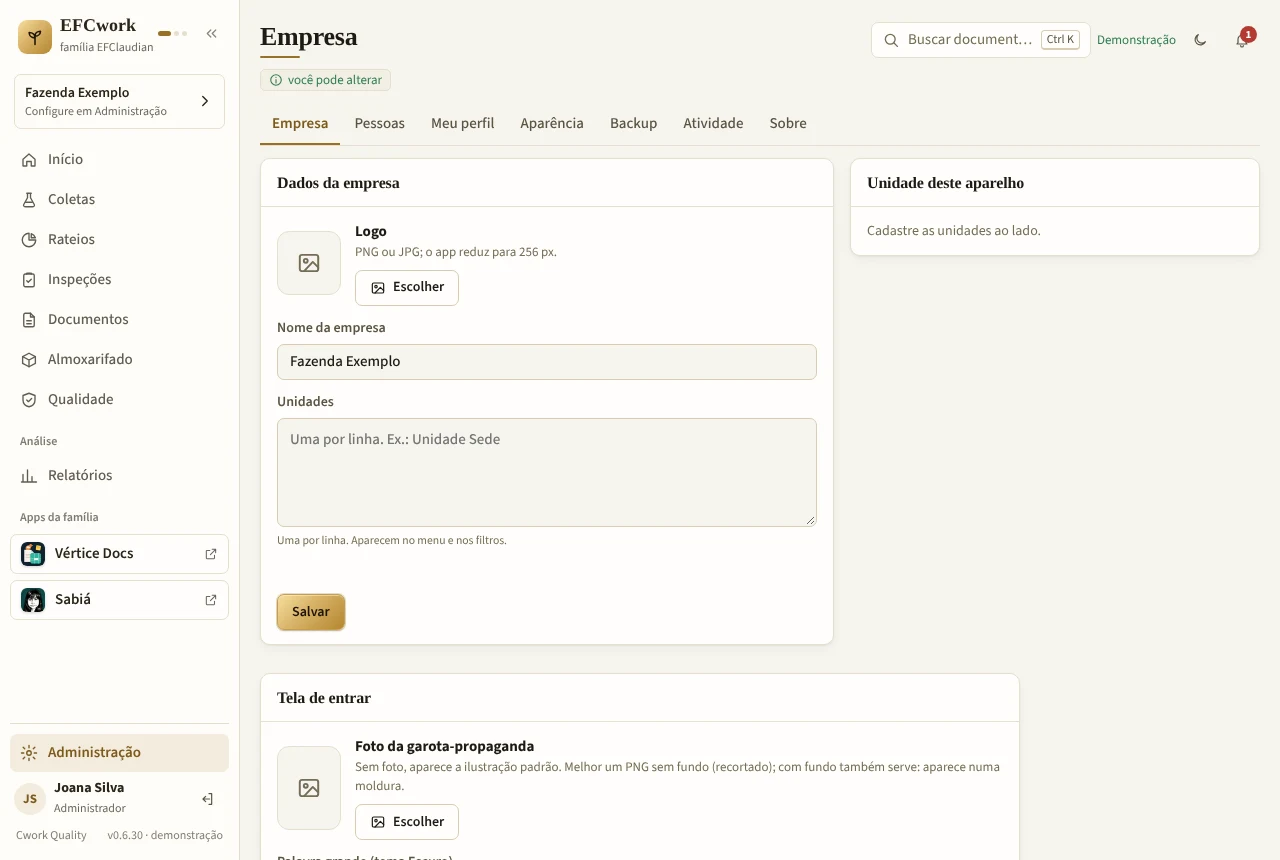 EFCwork
família EFClaudian
Fazenda Exemplo
Configure em Administração
Início
Coletas
Rateios
Inspeções
Documentos
Almoxarifado
Qualidade
Análise
Relatórios
Apps da família
Vértice Docs
Sabiá
Administração
JS
Joana Silva
Administrador
Cwork Quality
v0.6.30 · demonstração
Empresa
Buscar document…
Ctrl K
Demonstração
1
você pode alterar
Empresa
Pessoas
Meu perfil
Aparência
Backup
Atividade
Sobre
Dados da empresa
Logo
PNG ou JPG; o app reduz para 256 px.
Escolher
Nome da empresa
Fazenda Exemplo
Unidades
Uma por linha. Ex.: Unidade Sede
Uma por linha. Aparecem no menu e nos filtros.
Salvar
Unidade deste aparelho
Cadastre as unidades ao lado.
Tela de entrar
Foto da garota-propaganda
Sem foto, aparece a ilustração padrão. Melhor um PNG sem fundo (recortado); com fundo também serve: aparece numa
moldura.
Escolher